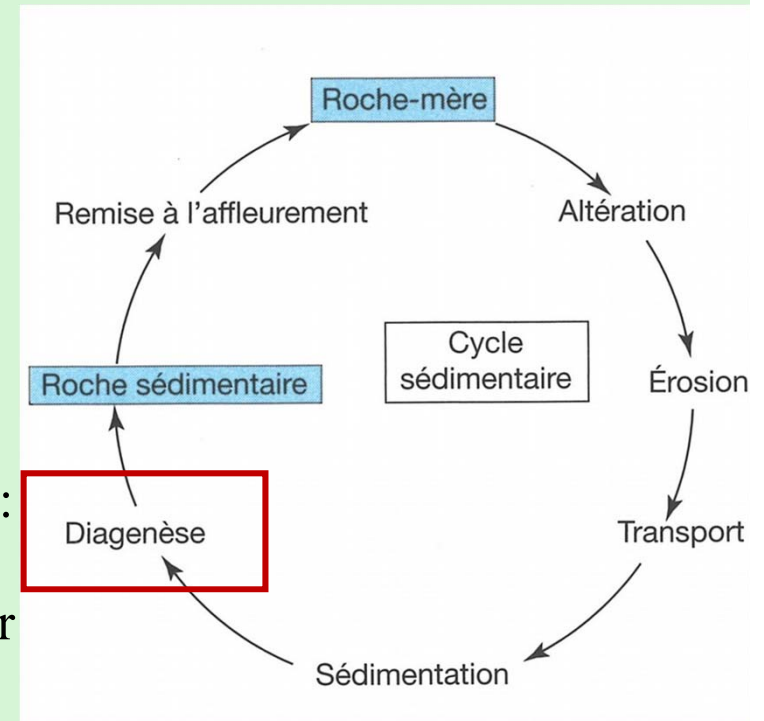 Roche-mère
Altération
Érosion
Transport
Sédimentation
Diagenèse
Roche sédimentaire
Remise à l'affleurement
Cycle
sédimentaire
:
r